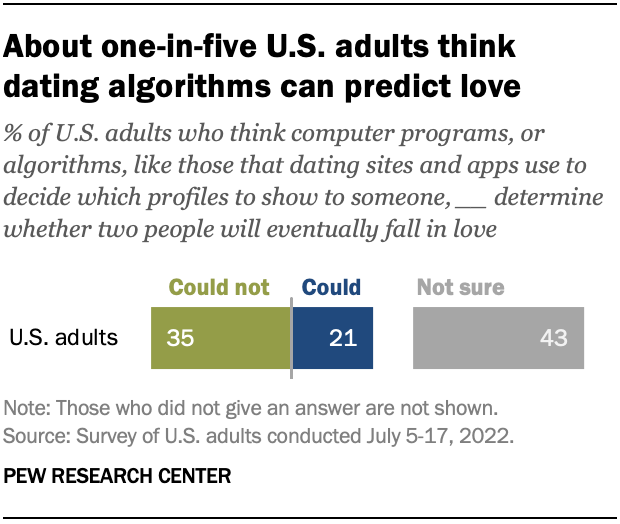 About one-in-five U.S. adults think
dating algorithms can predict love
% of U.S. adults who think computer programs, or
algorithms, like those that dating sites and apps use to
decide which profiles to show to someone, __ determine
whether two people will eventually fall in love
Could not Could Not sure
U.S. adults 35 21 43
Note: Those who did not give an answer are not shown.
Source: Survey of U.S. adults conducted July 5-17, 2022.
PEW RESEARCH CENTER